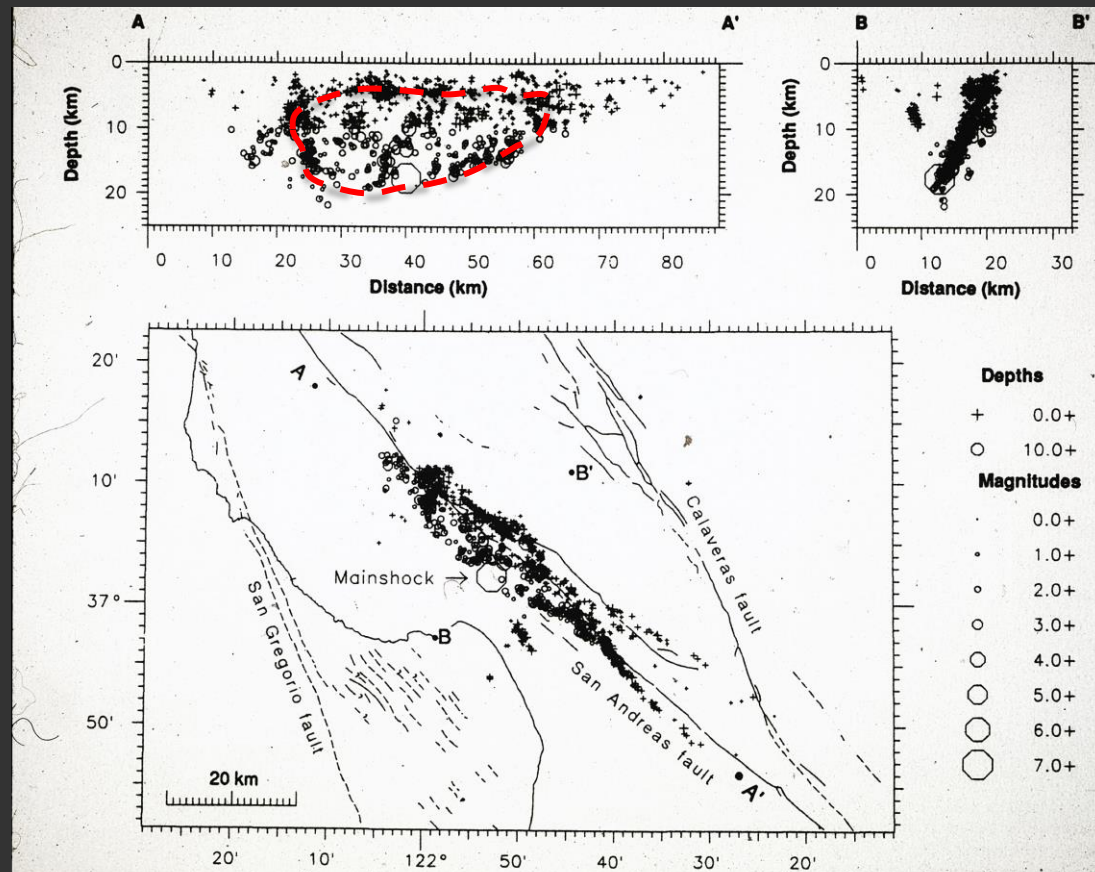 A A' B B'
0
10
20
Depth (km)
0 10 20 30 40 50 60 70 80
Distance (km)
0
10
20
Depth (km)
0 10 20 30
Distance (km)
20'
10'
37°
50'
20' 10' 122° 50' 40' 30' 20'
A
B'
Mainshock →
B
A'
San Gregorio fault
San Andreas fault
Calaveras fault
20 km
Depths
+ 0.0+
10.0+
Magnitudes
0.0+
1.0+
2.0+
3.0+
4.0+
5.0+
6.0+
7.0+